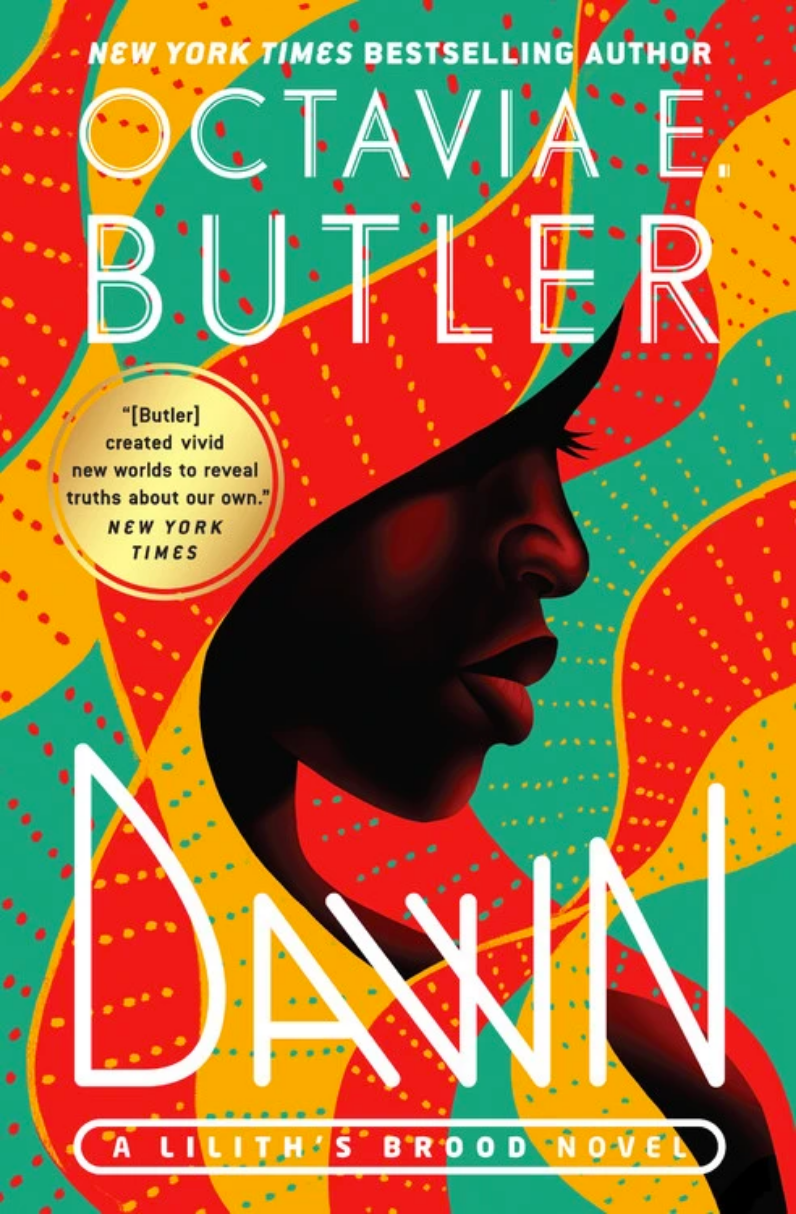 NEW YORK TIMES BESTSELLING AUTHOR
OCTAVIA E.
BUTLER
“[Butler]
created vivid
new worlds to reveal
truths about our own.”
NEW YORK
TIMES
DAWN
A LILITH’S BROOD NOVEL